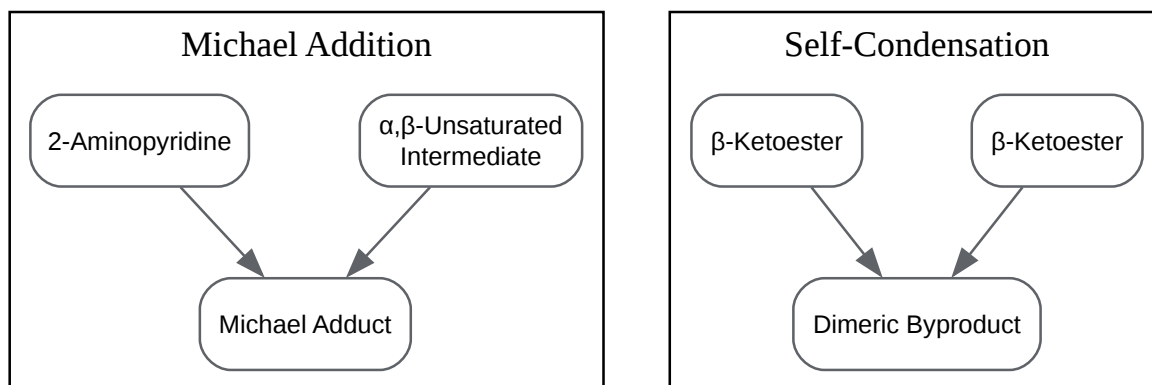 Michael Addition
2-Aminopyridine
α,β-Unsaturated
Intermediate
Michael Adduct
Self-Condensation
β-Ketoester
β-Ketoester
Dimeric Byproduct